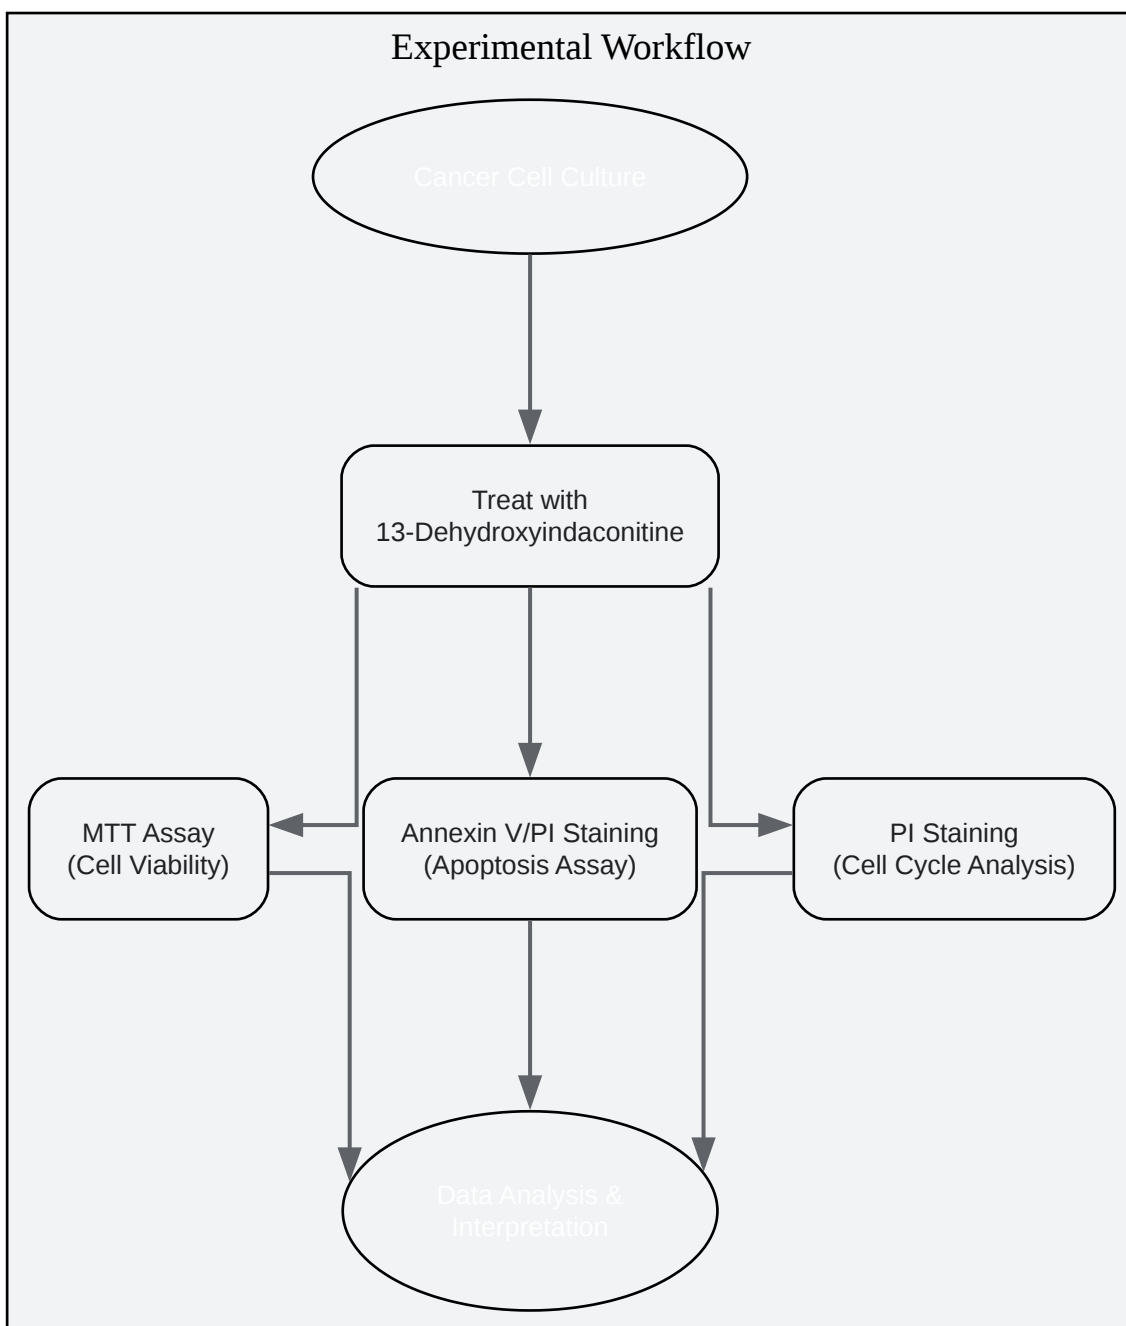 Experimental Workflow
Cancer Cell Culture
Treat with
13-Dehydroxyindaconitine
MTT Assay
(Cell Viability)
Annexin V/PI Staining
(Apoptosis Assay)
PI Staining
(Cell Cycle Analysis)
Data Analysis &
Interpretation